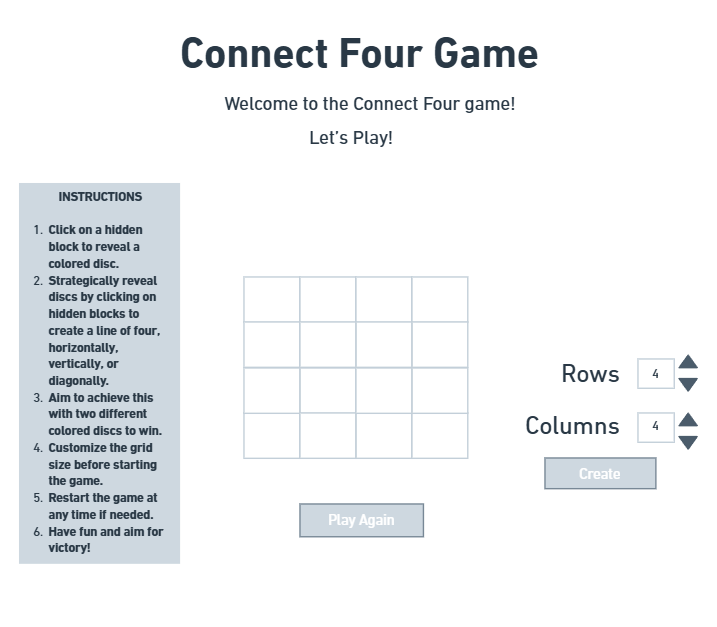 Connect Four Game
Welcome to the Connect Four game!
Let's Play!
INSTRUCTIONS
1. Click on a hidden
block to reveal a
colored disc.
2. Strategically reveal
discs by clicking on
hidden blocks to
create a line of four,
horizontally,
vertically, or
diagonally.
3. Aim to achieve this
with two different
colored discs to win.
4. Customize the grid
size before starting
the game.
5. Restart the game at
any time if needed.
6. Have fun and aim for
victory!
Rows 4
Columns 4
Create
Play Again